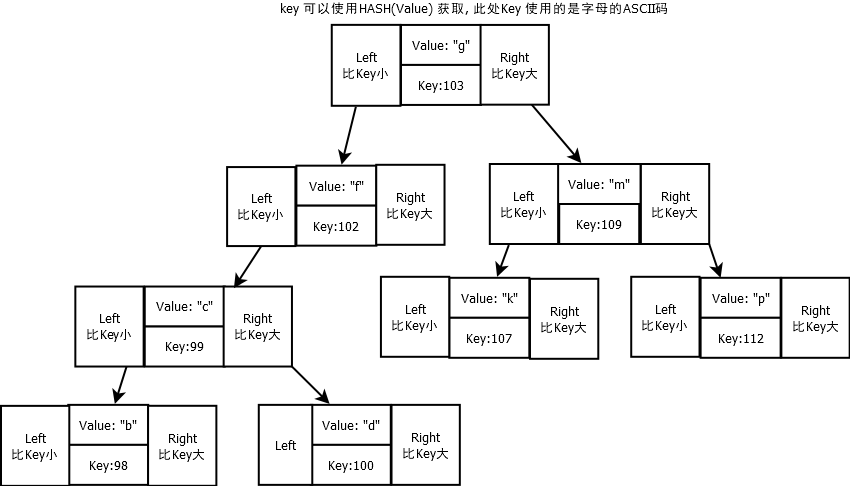 key 可以使用HASH(Value) 获取, 此处Key 使用的是字母的ASCII码
Left
比Key小
Value: "g"
Key:103
Right
比Key大
Left
比Key小
Value: "f"
Key:102
Right
比Key大
Left
比Key小
Value: "m"
Key:109
Right
比Key大
Left
比Key小
Value: "c"
Key:99
Right
比Key大
Left
比Key小
Value: "k"
Key:107
Right
比Key大
Left
比Key小
Value: "p"
Key:112
Right
比Key大
Left
比Key小
Value: "b"
Key:98
Right
比Key大
Left
Value: "d"
Key:100
Right
比Key大